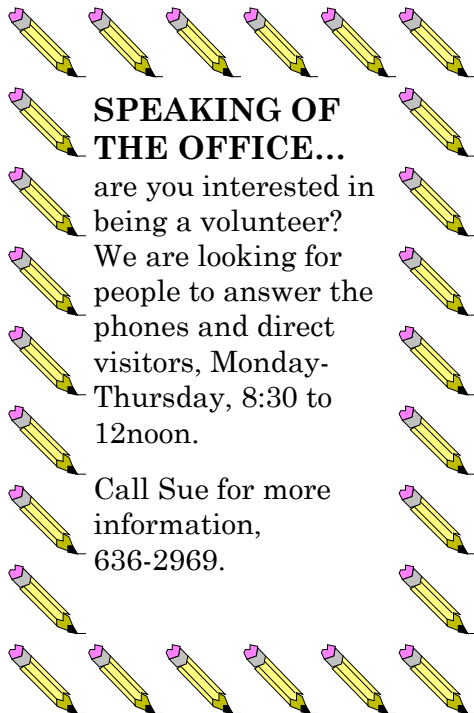 SPEAKING OF
THE OFFICE…
are you interested in
being a volunteer?
We are looking for
people to answer the
phones and direct
visitors, Monday-
Thursday, 8:30 to
12noon.
Call Sue for more
information,
636-2969.